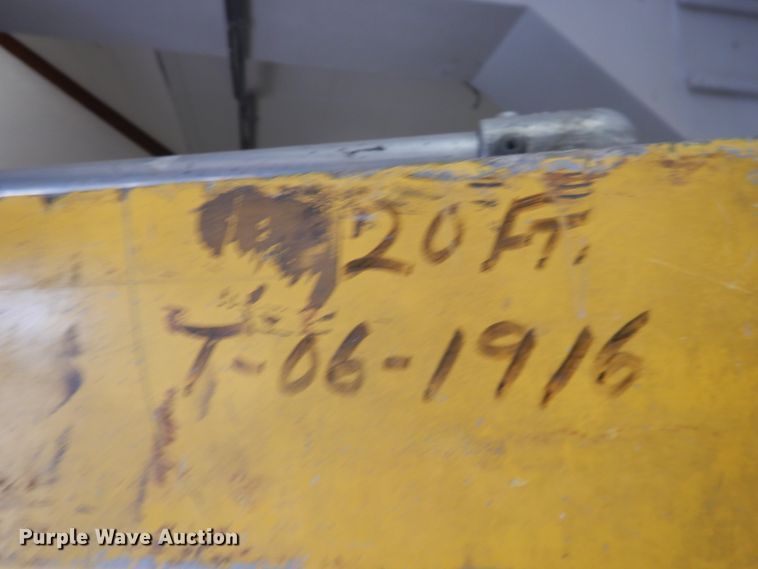 20 FT.
T-06-1916
Purple Wave Auction